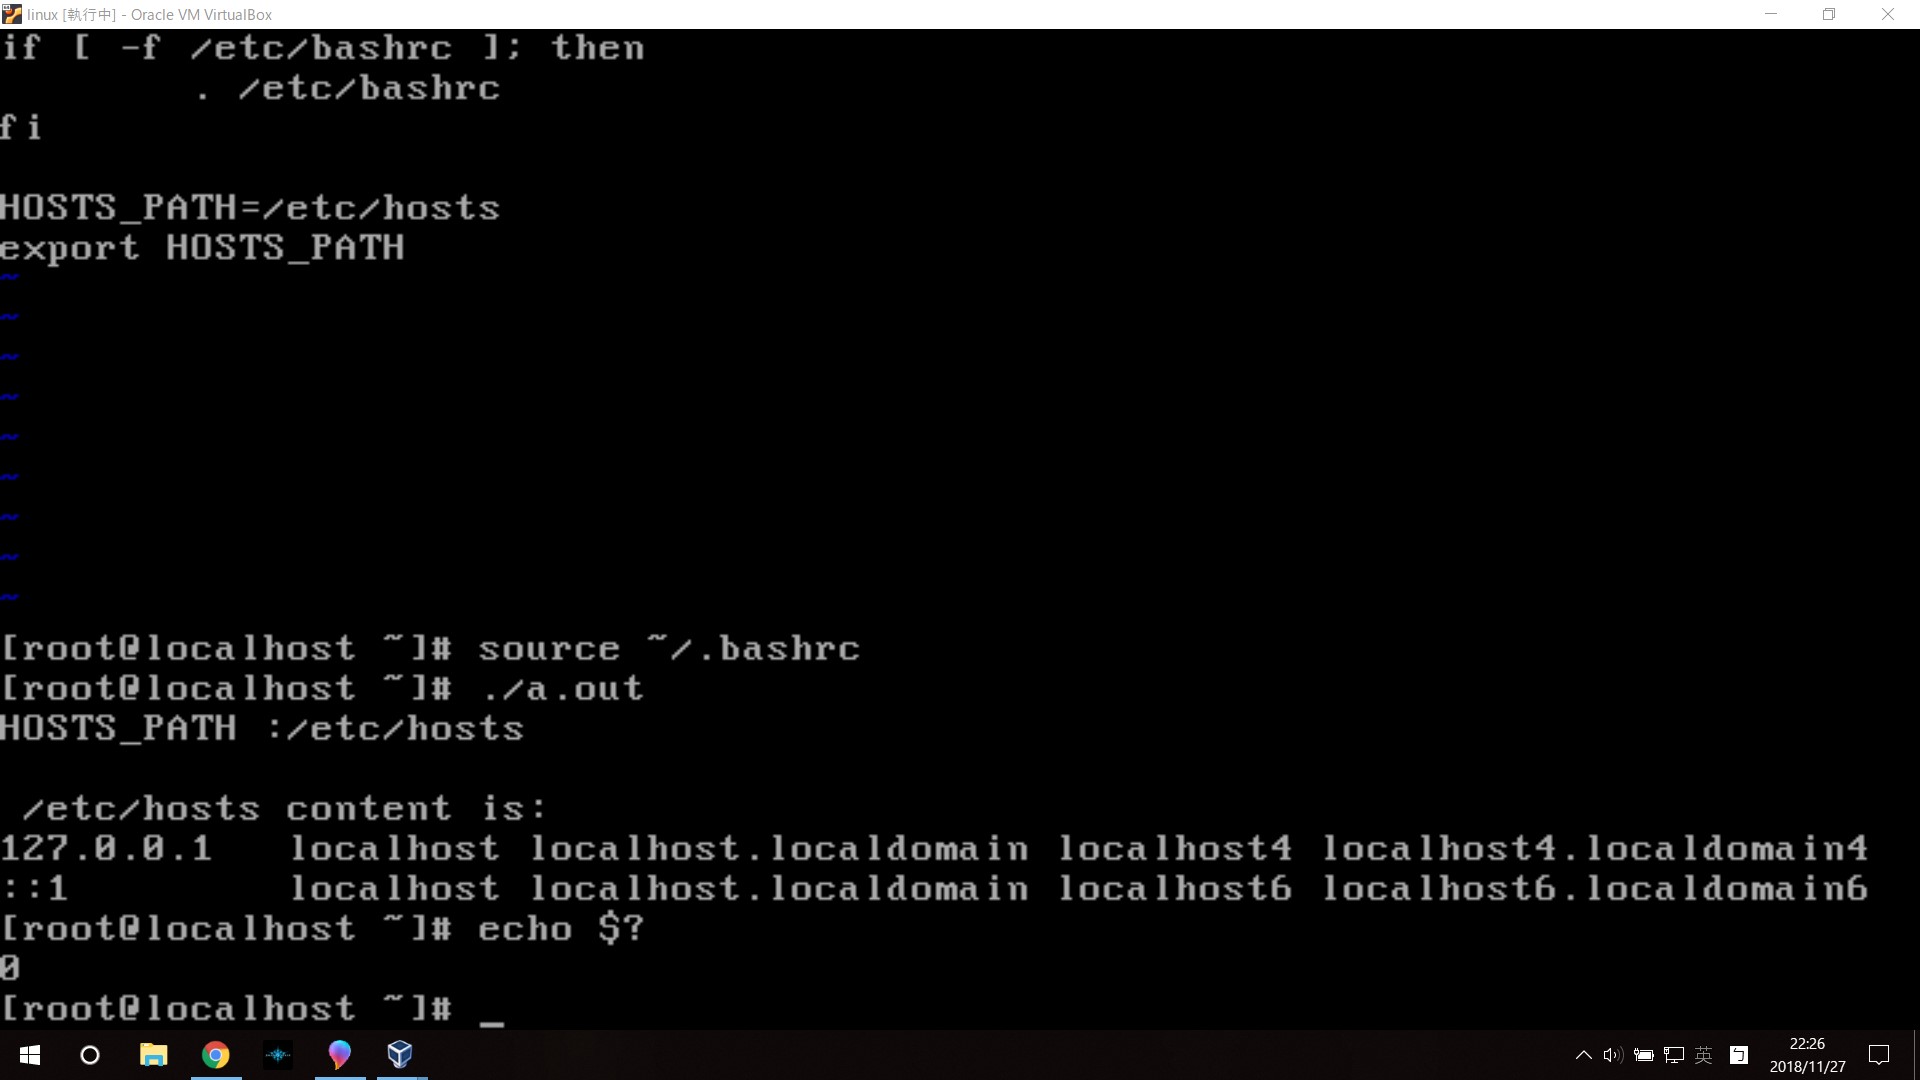 linux [執行中] - Oracle VM VirtualBox
if [ -f /etc/bashrc ]; then
        . /etc/bashrc
fi
HOSTS_PATH=/etc/hosts
export HOSTS_PATH
~
~
~
~
~
~
~
~
~
[root@localhost ~]# source ~/.bashrc
[root@localhost ~]# ./a.out
HOSTS_PATH :/etc/hosts
 /etc/hosts content is:
127.0.0.1   localhost localhost.localdomain localhost4 localhost4.localdomain4
::1         localhost localhost.localdomain localhost6 localhost6.localdomain6
[root@localhost ~]# echo $?
0
[root@localhost ~]# _
英
ㄅ
22:26
2018/11/27